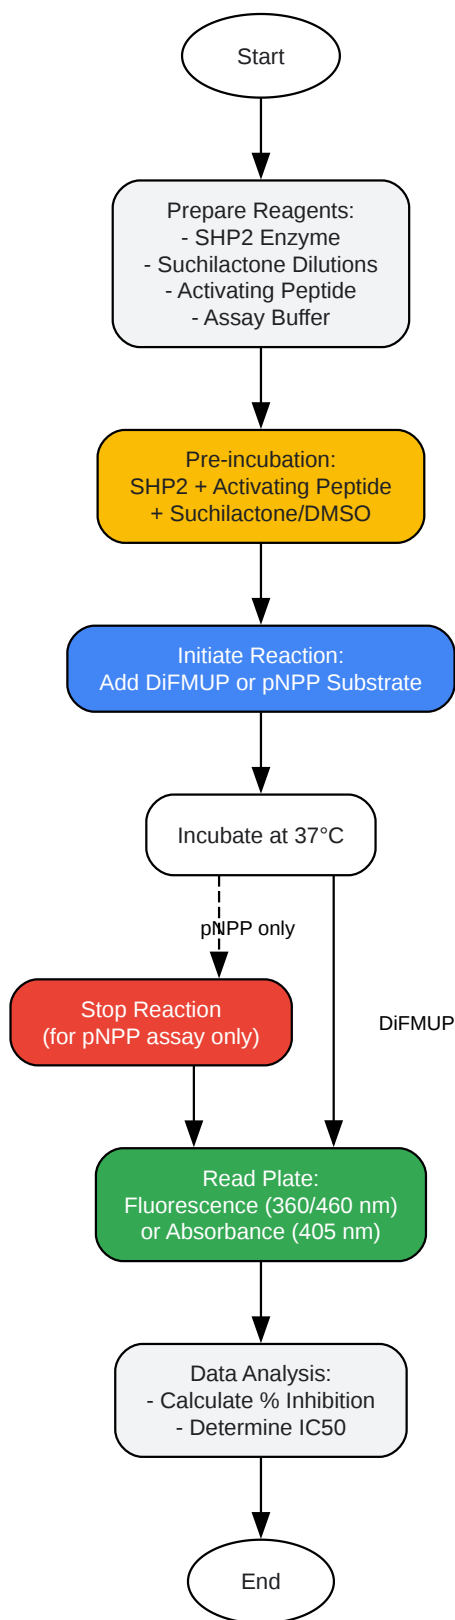 Start
Prepare Reagents:
- SHP2 Enzyme
- Suchilactone Dilutions
- Activating Peptide
- Assay Buffer
Pre-incubation:
SHP2 + Activating Peptide
+ Suchilactone/DMSO
Initiate Reaction:
Add DiFMUP or pNPP Substrate
Incubate at 37°C
pNPP only
Stop Reaction
(for pNPP assay only)
DiFMUP
Read Plate:
Fluorescence (360/460 nm)
or Absorbance (405 nm)
Data Analysis:
- Calculate % Inhibition
- Determine IC50
End